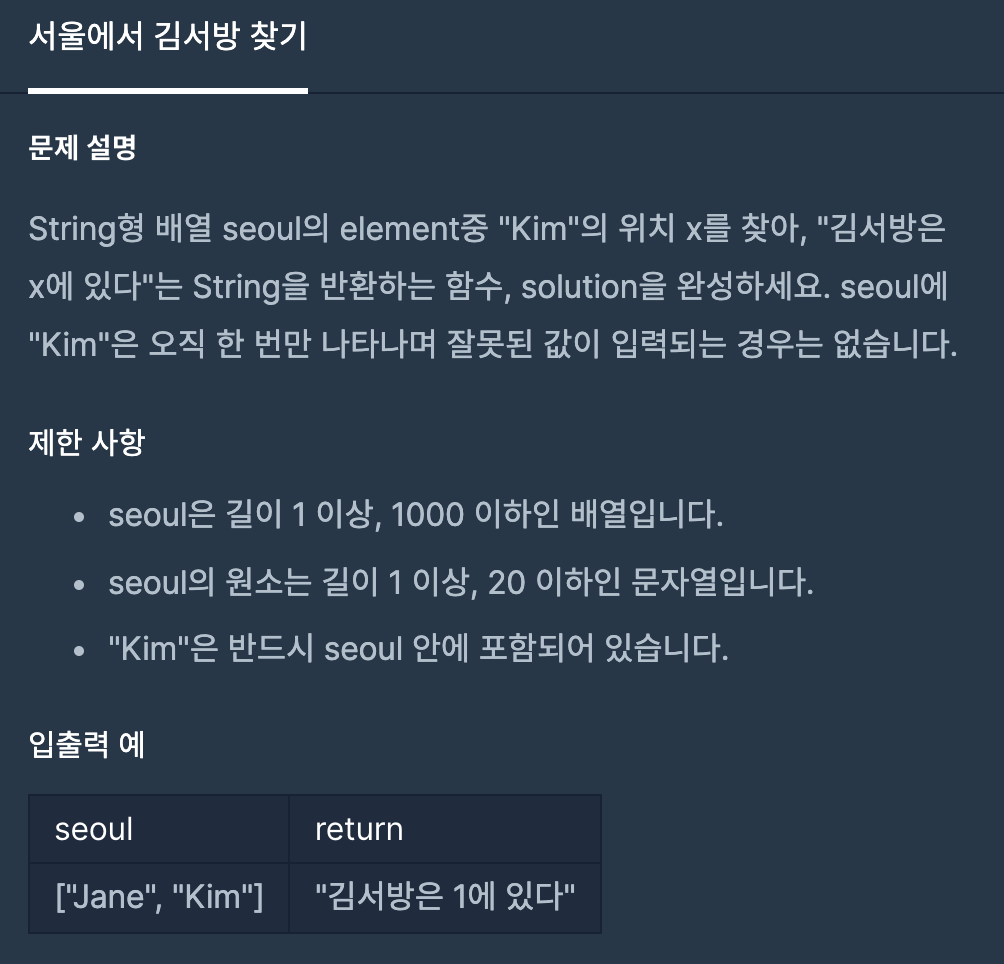 서울에서 김서방 찾기
문제 설명
String형 배열 seoul의 element중 "Kim"의 위치 x를 찾아, "김서방은
x에 있다"는 String을 반환하는 함수, solution을 완성하세요. seoul에
"Kim"은 오직 한 번만 나타나며 잘못된 값이 입력되는 경우는 없습니다.
제한 사항
• seoul은 길이 1 이상, 1000 이하인 배열입니다.
• seoul의 원소는 길이 1 이상, 20 이하인 문자열입니다.
• "Kim"은 반드시 seoul 안에 포함되어 있습니다.
입출력 예
seoul return
["Jane", "Kim"] "김서방은 1에 있다"